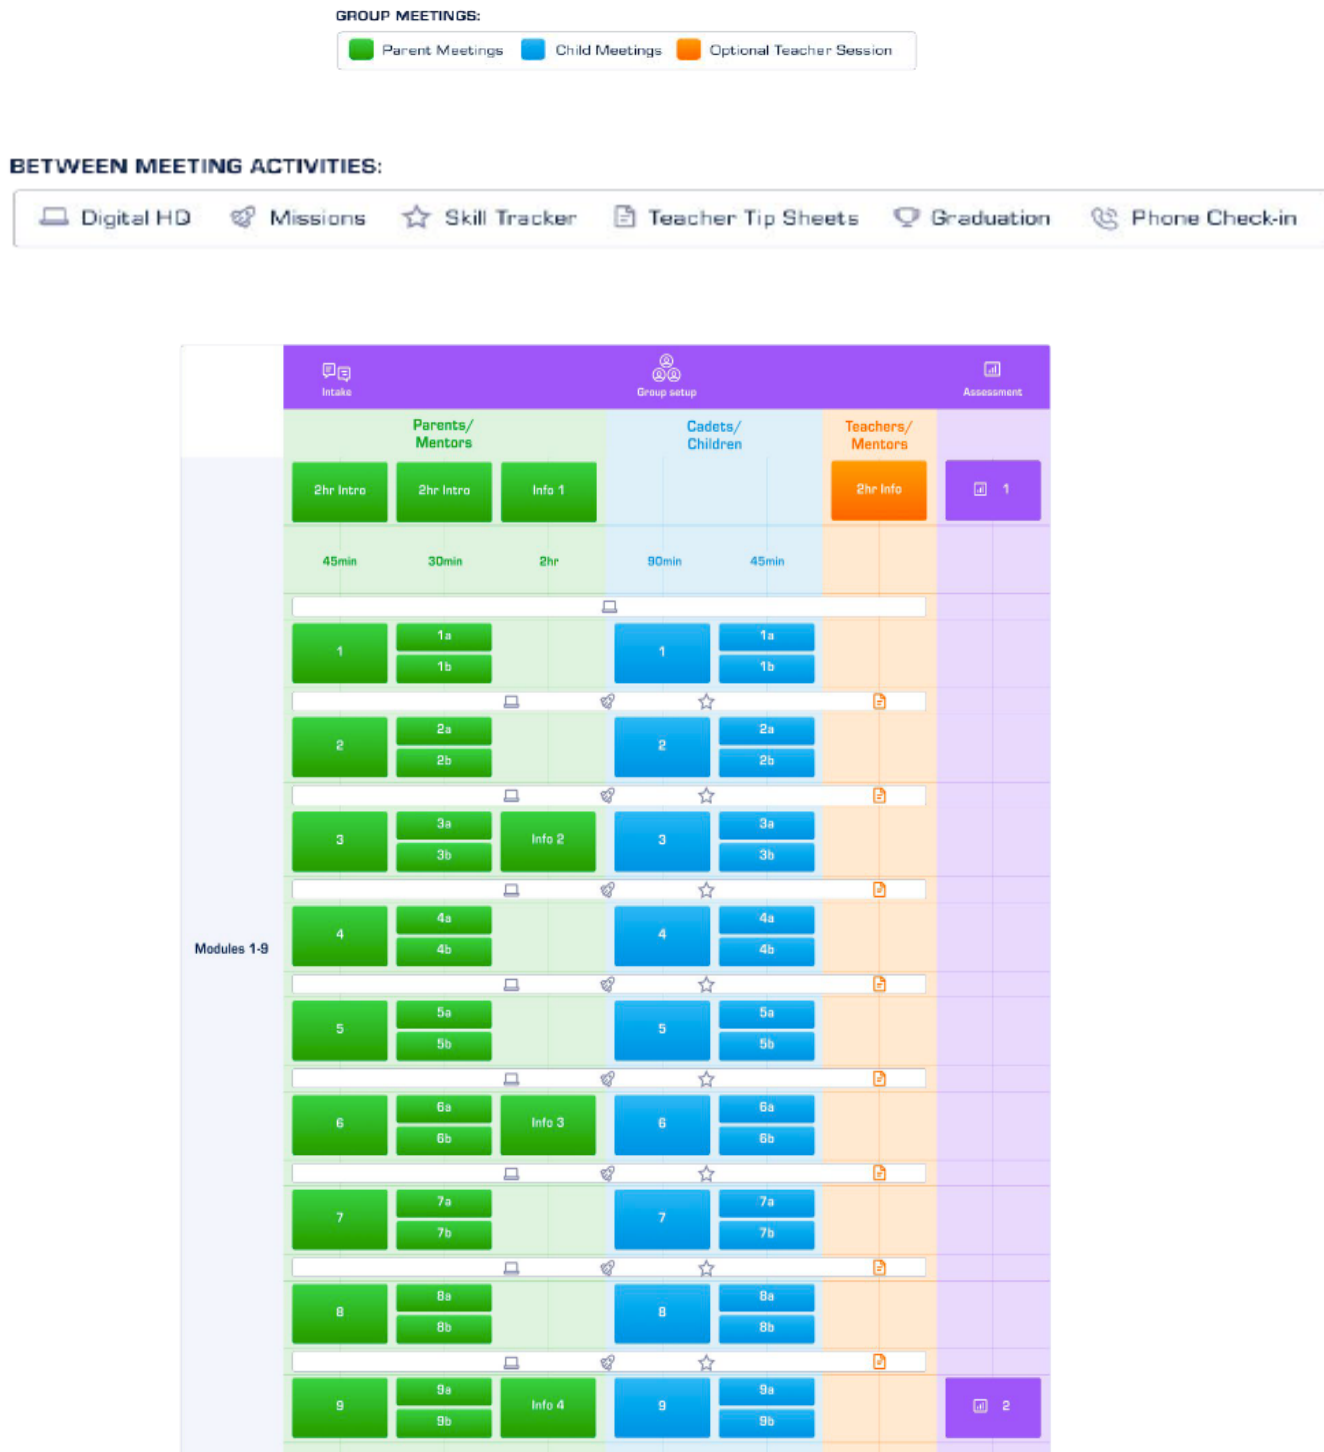 GROUP MEETINGS:
Parent Meetings Child Meetings Optional Teacher Session
BETWEEN MEETING ACTIVITIES:
Digital HQ Missions Skill Tracker Teacher Tip Sheets Graduation Phone Check-in
Intake Group setup Assessment
Parents/ Cadets/ Teachers/
Mentors Children Mentors
2hr Intro 2hr Intro Info 1 2hr Info 1
45min 30min 2hr 90min 45min
1a 1a
1 1
1b 1b
2a 2a
2 2
2b 2b
3a 3a
3 Info 2 3
3b 3b
4a 4a
4 4
Modules 1-9 4b 4b
5a 5a
5 5
5b 5b
6a 6a
6 Info 3 6
6b 6b
7a 7a
7 7
7b 7b
8a 8a
8 8
8b 8b
9a 9a
9 Info 4 9 2
9b 9b